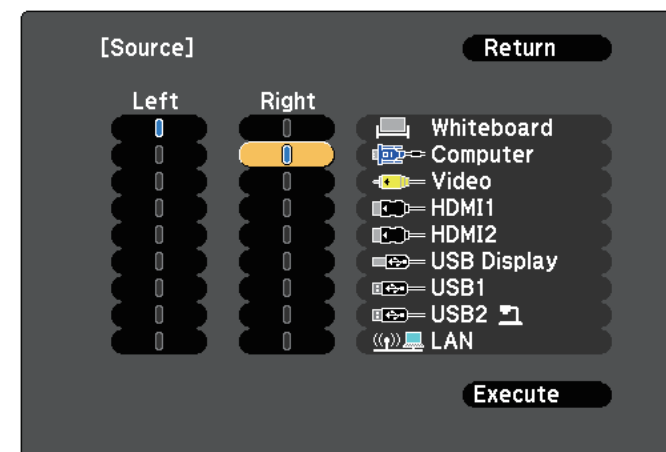 [Source] Return
Left Right
Whiteboard
Computer
Video
HDMI1
HDMI2
USB Display
USB1
USB2
LAN
Execute